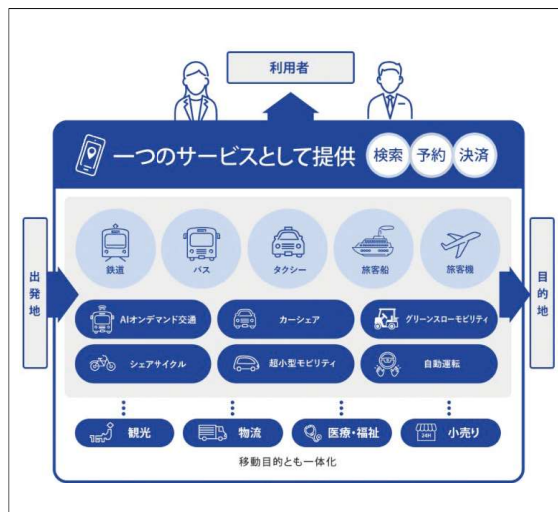 利用者
一つのサービスとして提供 検索 予約 決済
出発地
目的地
鉄道 バス タクシー 旅客船 旅客機
AIオンデマンド交通 カーシェア グリーンスローモビリティ
シェアサイクル 超小型モビリティ 自動運転
観光 物流 医療・福祉 小売り
24H
移動目的とも一体化